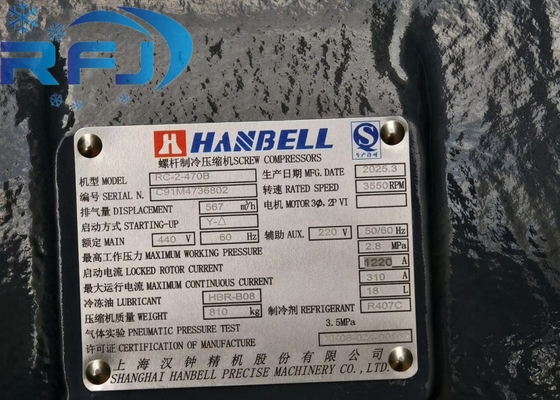 RFJ
HANBELL
螺杆制冷压缩机SCREW COMPRESSORS
机型 MODEL RC-2-470B 生产日期 MFG.DATE 2025.3
编号 SERIAL N. C91M4736802 转速 RATED SPEED 3550RPM
排气量 DISPLACEMENT 567 m³/h 电机 MOTOR 3Φ, 2P VI
启动方式 STARTING-UP Y-△
额定 MAIN 440 V 60 Hz 辅助 AUX. 220 V 50/60 Hz
最高工作压力 MAXIMUM WORKING PRESSURE 2.8 MPa
启动电流 LOCKED ROTOR CURRENT 1220 A
最大运行电流 MAXIMUM CONTINUOUS CURRENT 310 A
冷冻油 LUBRICANT HBR-B08 18 L
压缩机质量 WEIGHT 810 kg 制冷剂 REFRIGERANT R407C
气体实验 PNEUMATIC PRESSURE TEST 3.5MPa
许可证 CERTIFICATION OF MANUFACTURE
上海汉钟精机股份有限公司
SHANGHAI HANBELL PRECISE MACHINERY CO., LTD.